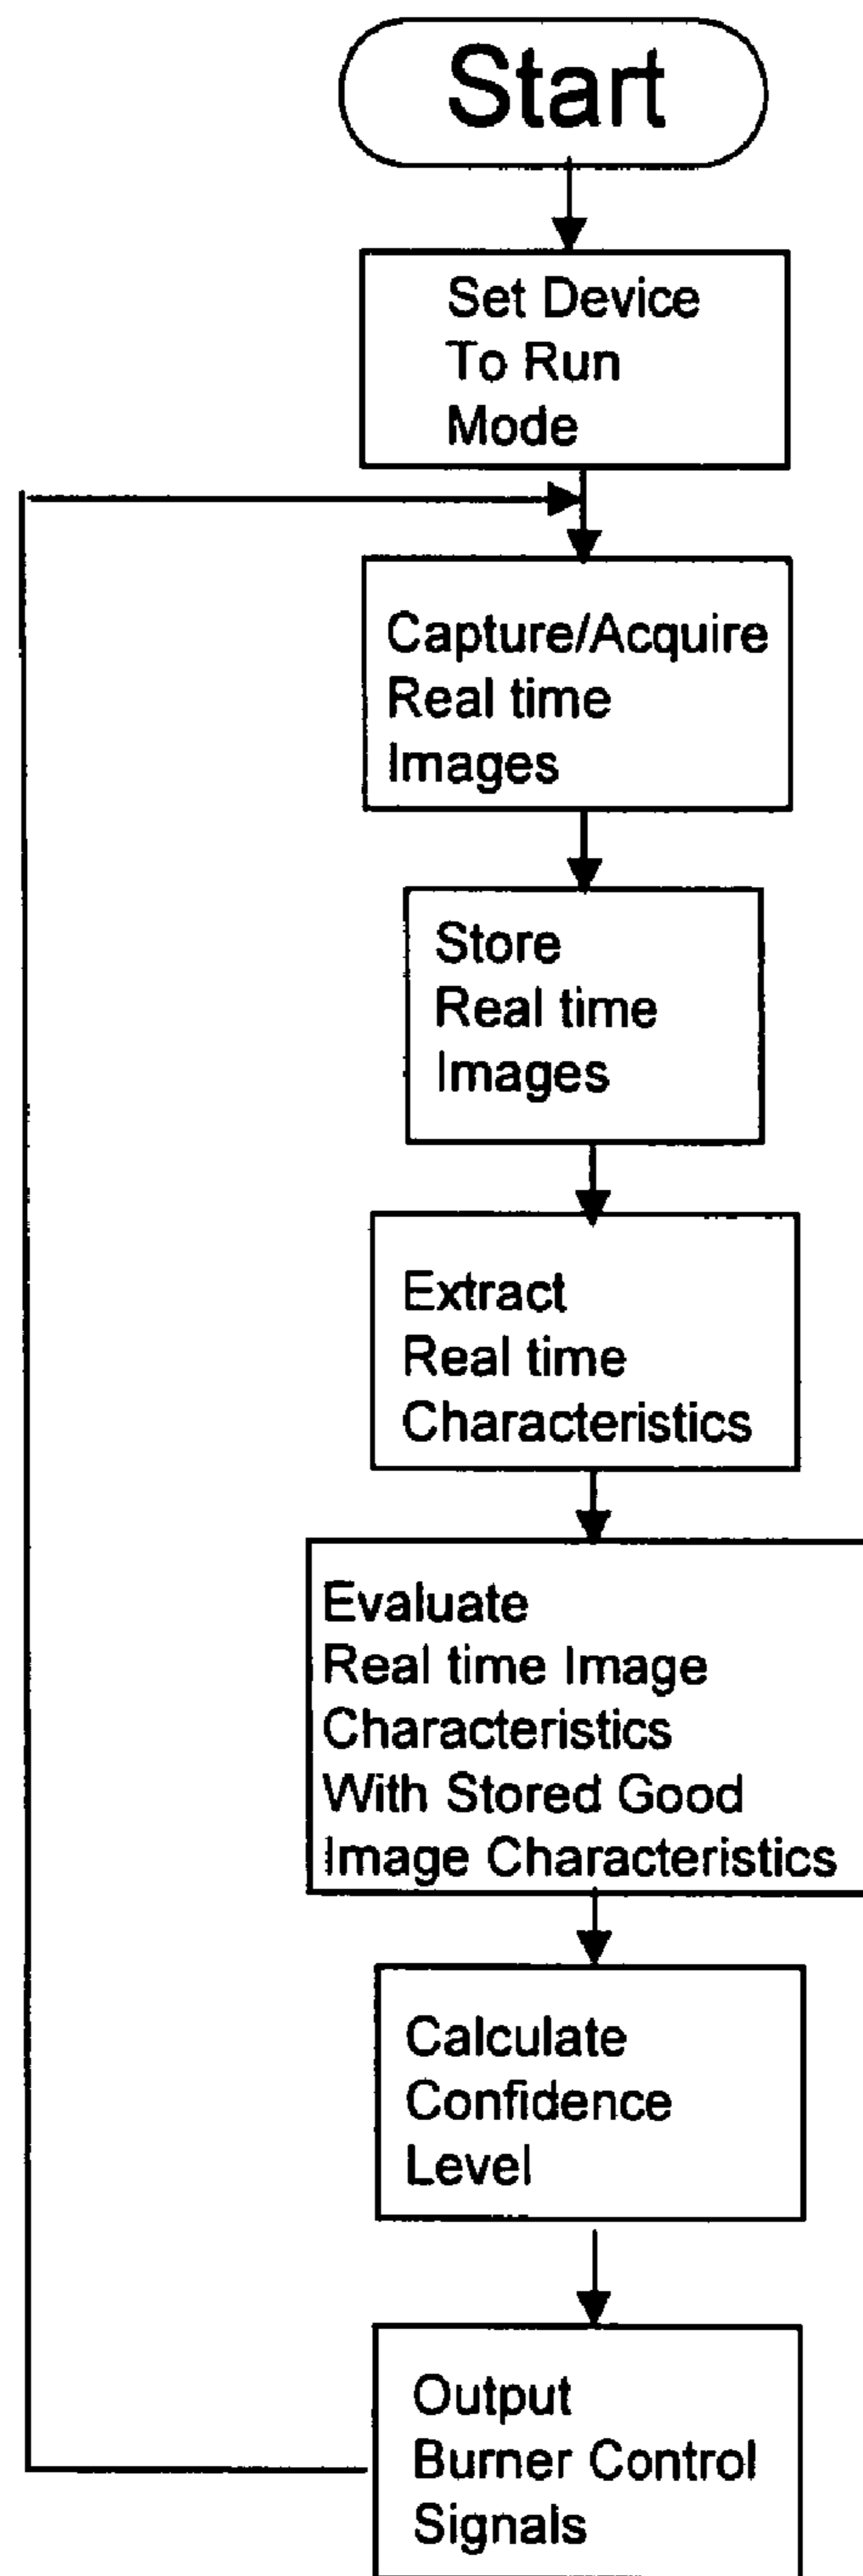 Start
Set Device
To Run
Mode
Capture/Acquire
Real time
Images
Store
Real time
Images
Extract
Real time
Characteristics
Evaluate
Real time Image
Characteristics
With Stored Good
Image Characteristics
Calculate
Confidence
Level
Output
Burner Control
Signals